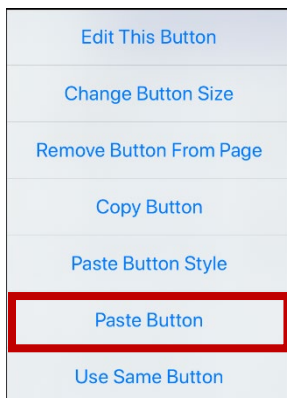 Edit This Button
Change Button Size
Remove Button From Page
Copy Button
Paste Button Style
Paste Button
Use Same Button